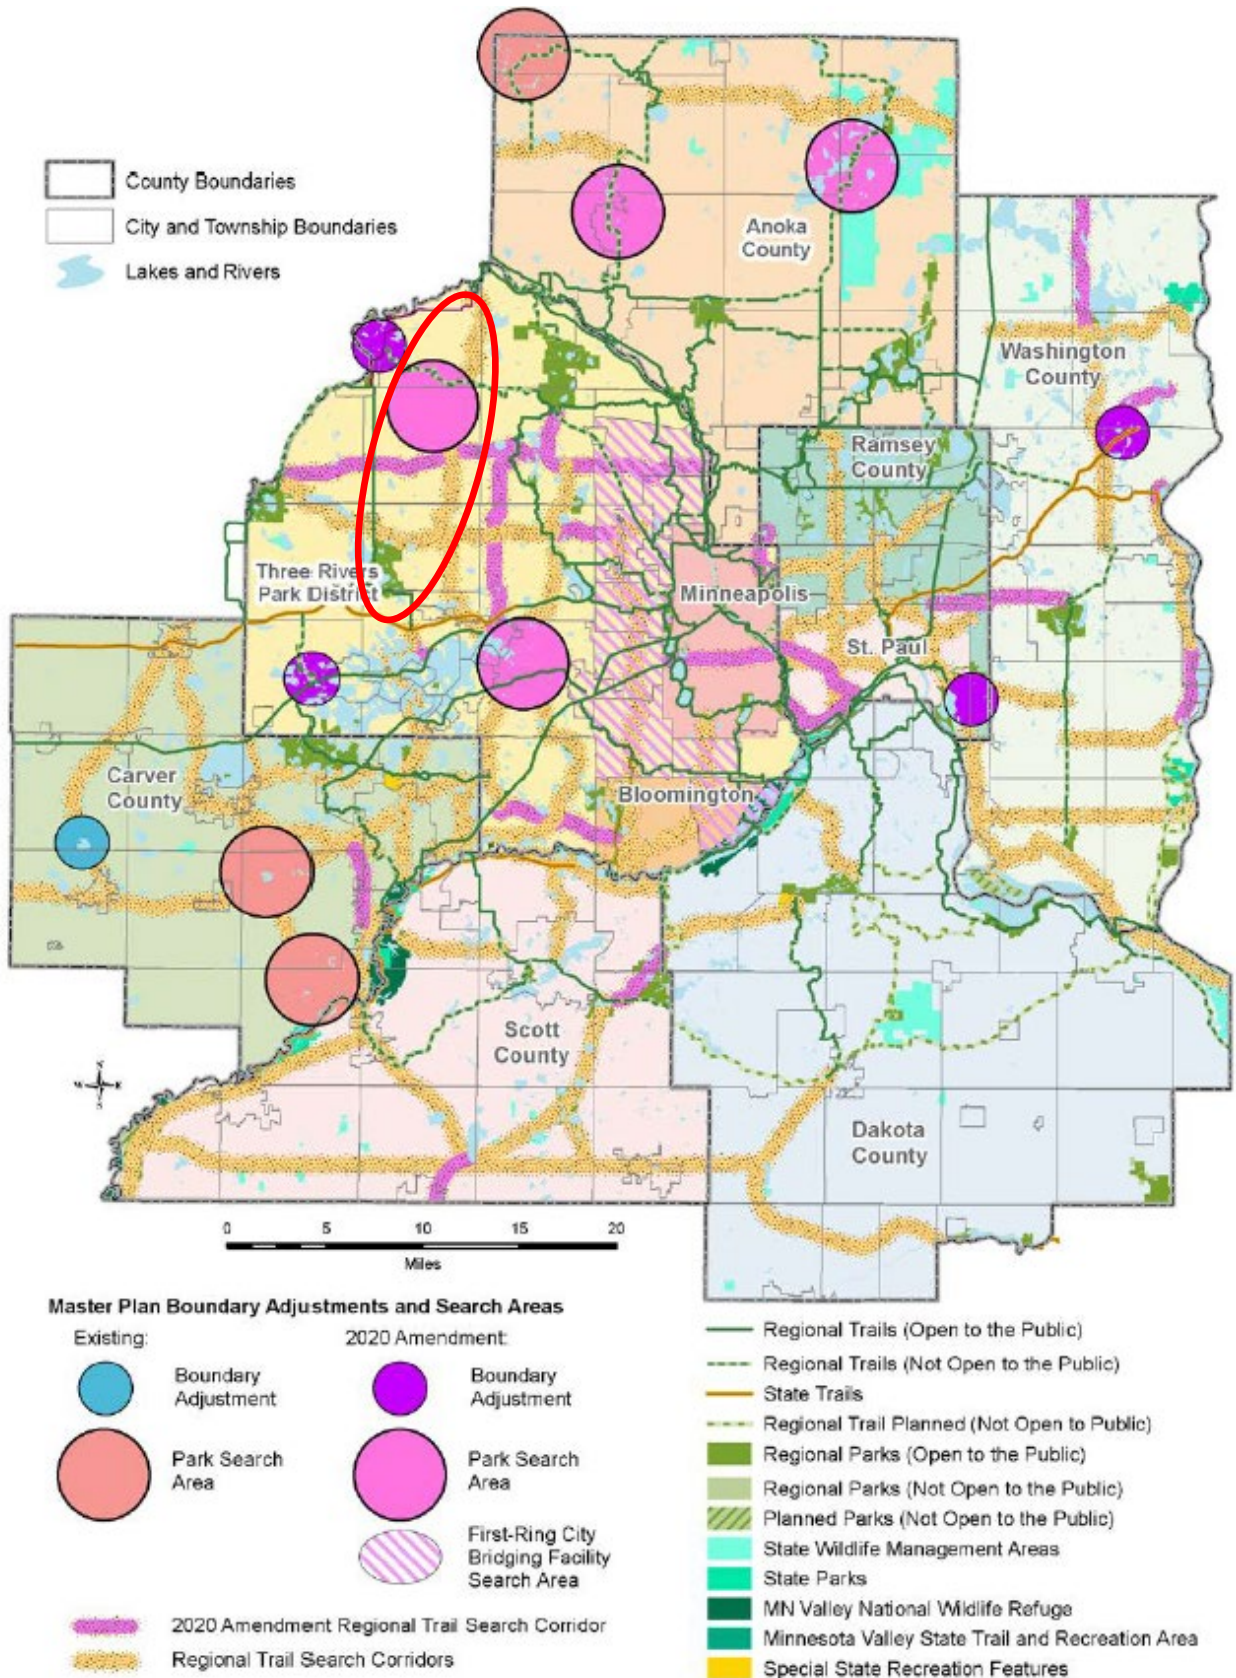 County Boundaries
City and Township Boundaries
Lakes and Rivers
Anoka
County
Washington
County
Ramsey
County
Three Rivers
Park District
Minneapolis
St. Paul
Carver
County
Bloomington
Scott
County
Dakota
County
0 5 10 15 20
Miles
Master Plan Boundary Adjustments and Search Areas
Existing:
Boundary
Adjustment
Park Search
Area
2020 Amendment:
Boundary
Adjustment
Park Search
Area
First-Ring City
Bridging Facility
Search Area
2020 Amendment Regional Trail Search Corridor
Regional Trail Search Corridors
Regional Trails (Open to the Public)
Regional Trails (Not Open to the Public)
State Trails
Regional Trail Planned (Not Open to Public)
Regional Parks (Open to the Public)
Regional Parks (Not Open to the Public)
Planned Parks (Not Open to the Public)
State Wildlife Management Areas
State Parks
MN Valley National Wildlife Refuge
Minnesota Valley State Trail and Recreation Area
Special State Recreation Features